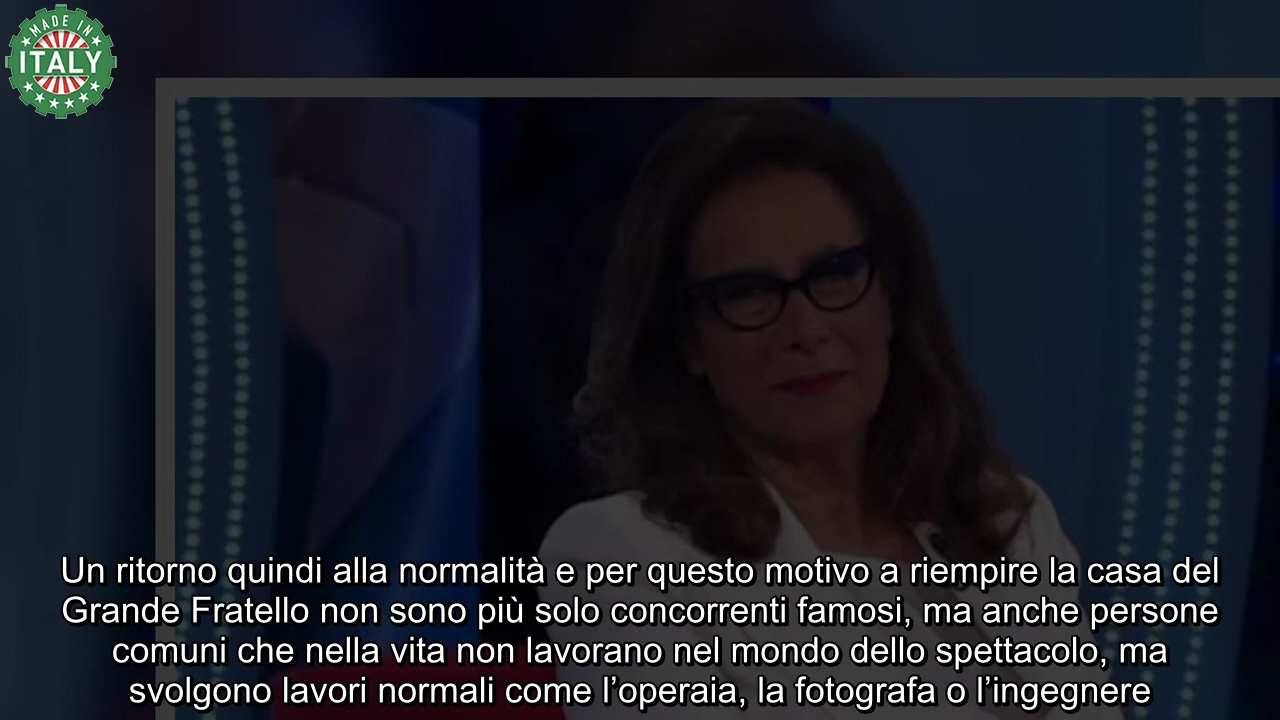 MADE IN
ITALY
Un ritorno quindi alla normalità e per questo motivo a riempire la casa del
Grande Fratello non sono più solo concorrenti famosi, ma anche persone
comuni che nella vita non lavorano nel mondo dello spettacolo, ma
svolgono lavori normali come l’operaia, la fotografa o l’ingegnere